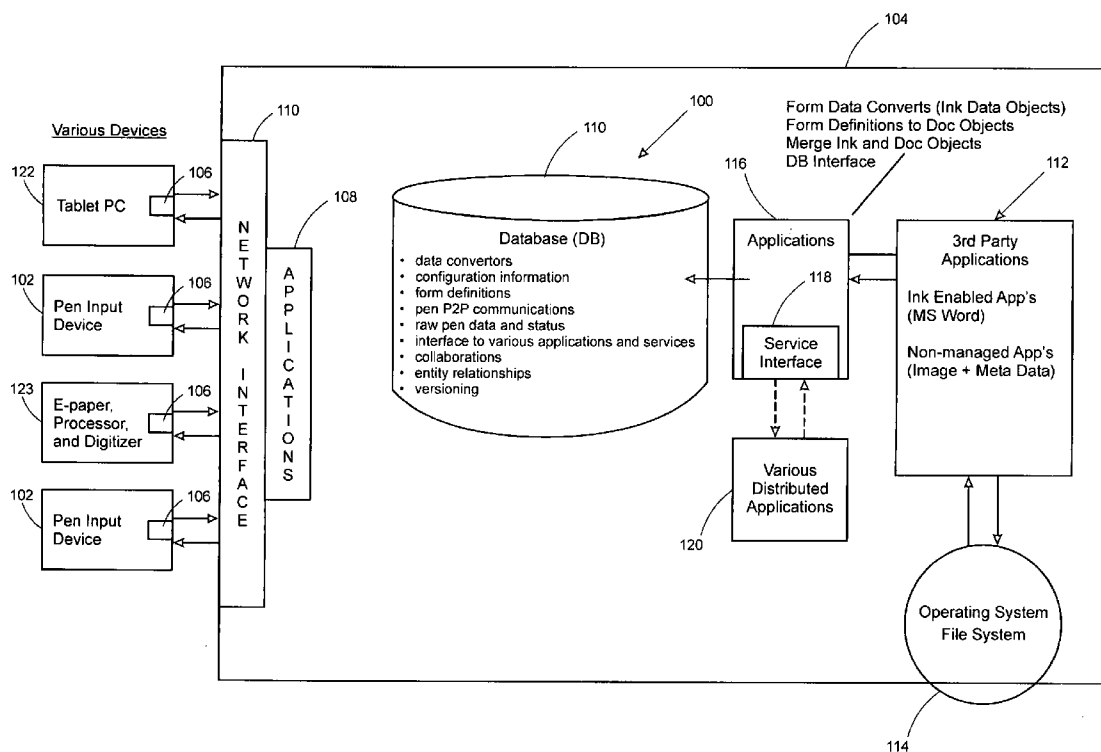 104
Various Devices
110
122
106
Tablet PC
102
106
Pen Input
Device
123
106
E-paper,
Processor,
and Digitizer
102
106
Pen Input
Device
NETWORK INTERFACE
108
APPLICATIONS
100
110
Database (DB)
• data convertors
• configuration information
• form definitions
• pen P2P communications
• raw pen data and status
• interface to various applications and services
• collaborations
• entity relationships
• versioning
Form Data Converts (Ink Data Objects)
Form Definitions to Doc Objects
Merge Ink and Doc Objects
DB Interface
116
Applications
118
Service
Interface
120
Various
Distributed
Applications
112
3rd Party
Applications
Ink Enabled App's
(MS Word)
Non-managed App's
(Image + Meta Data)
Operating System
File System
114